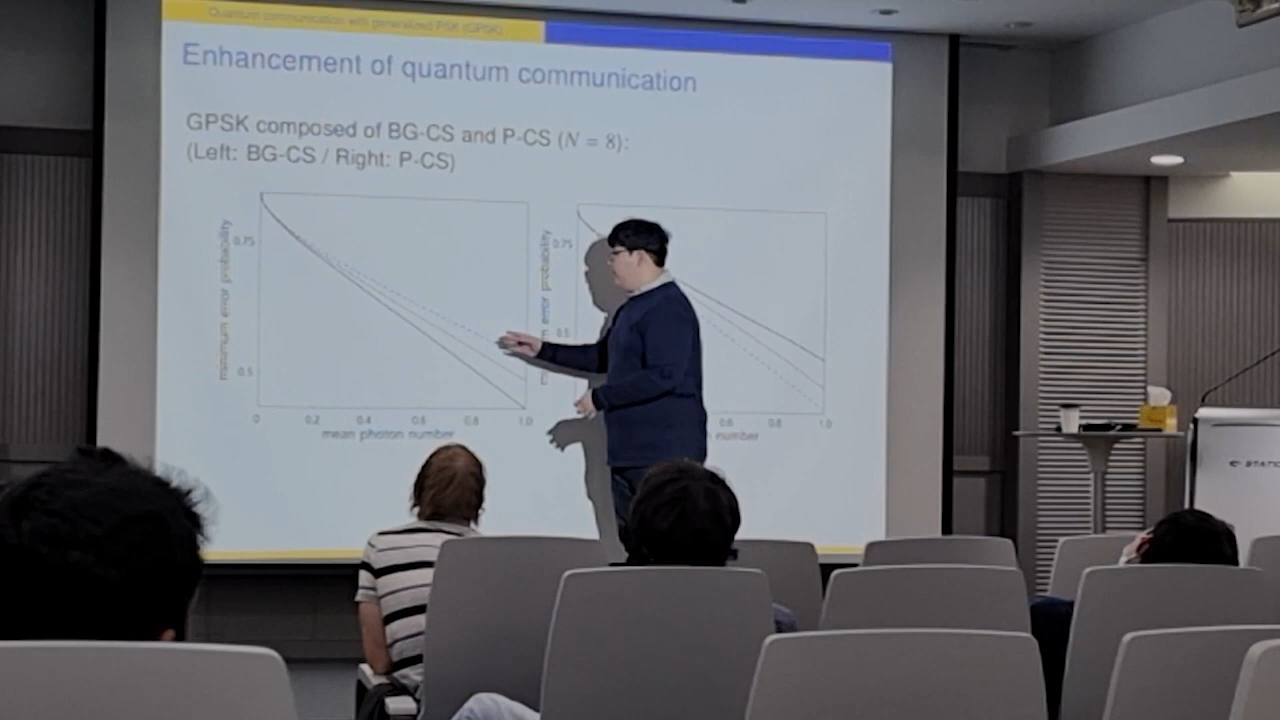 Quantum communication with generalized PSK (GPSK)
Enhancement of quantum communication
GPSK composed of BG-CS and P-CS (N = 8):
(Left: BG-CS / Right: P-CS)
minimum error probability
0.75
0.5
0 0.2 0.4 0.6 0.8 1.0
mean photon number
error probability
0.75
0.5
0.6 0.8 1.0
number